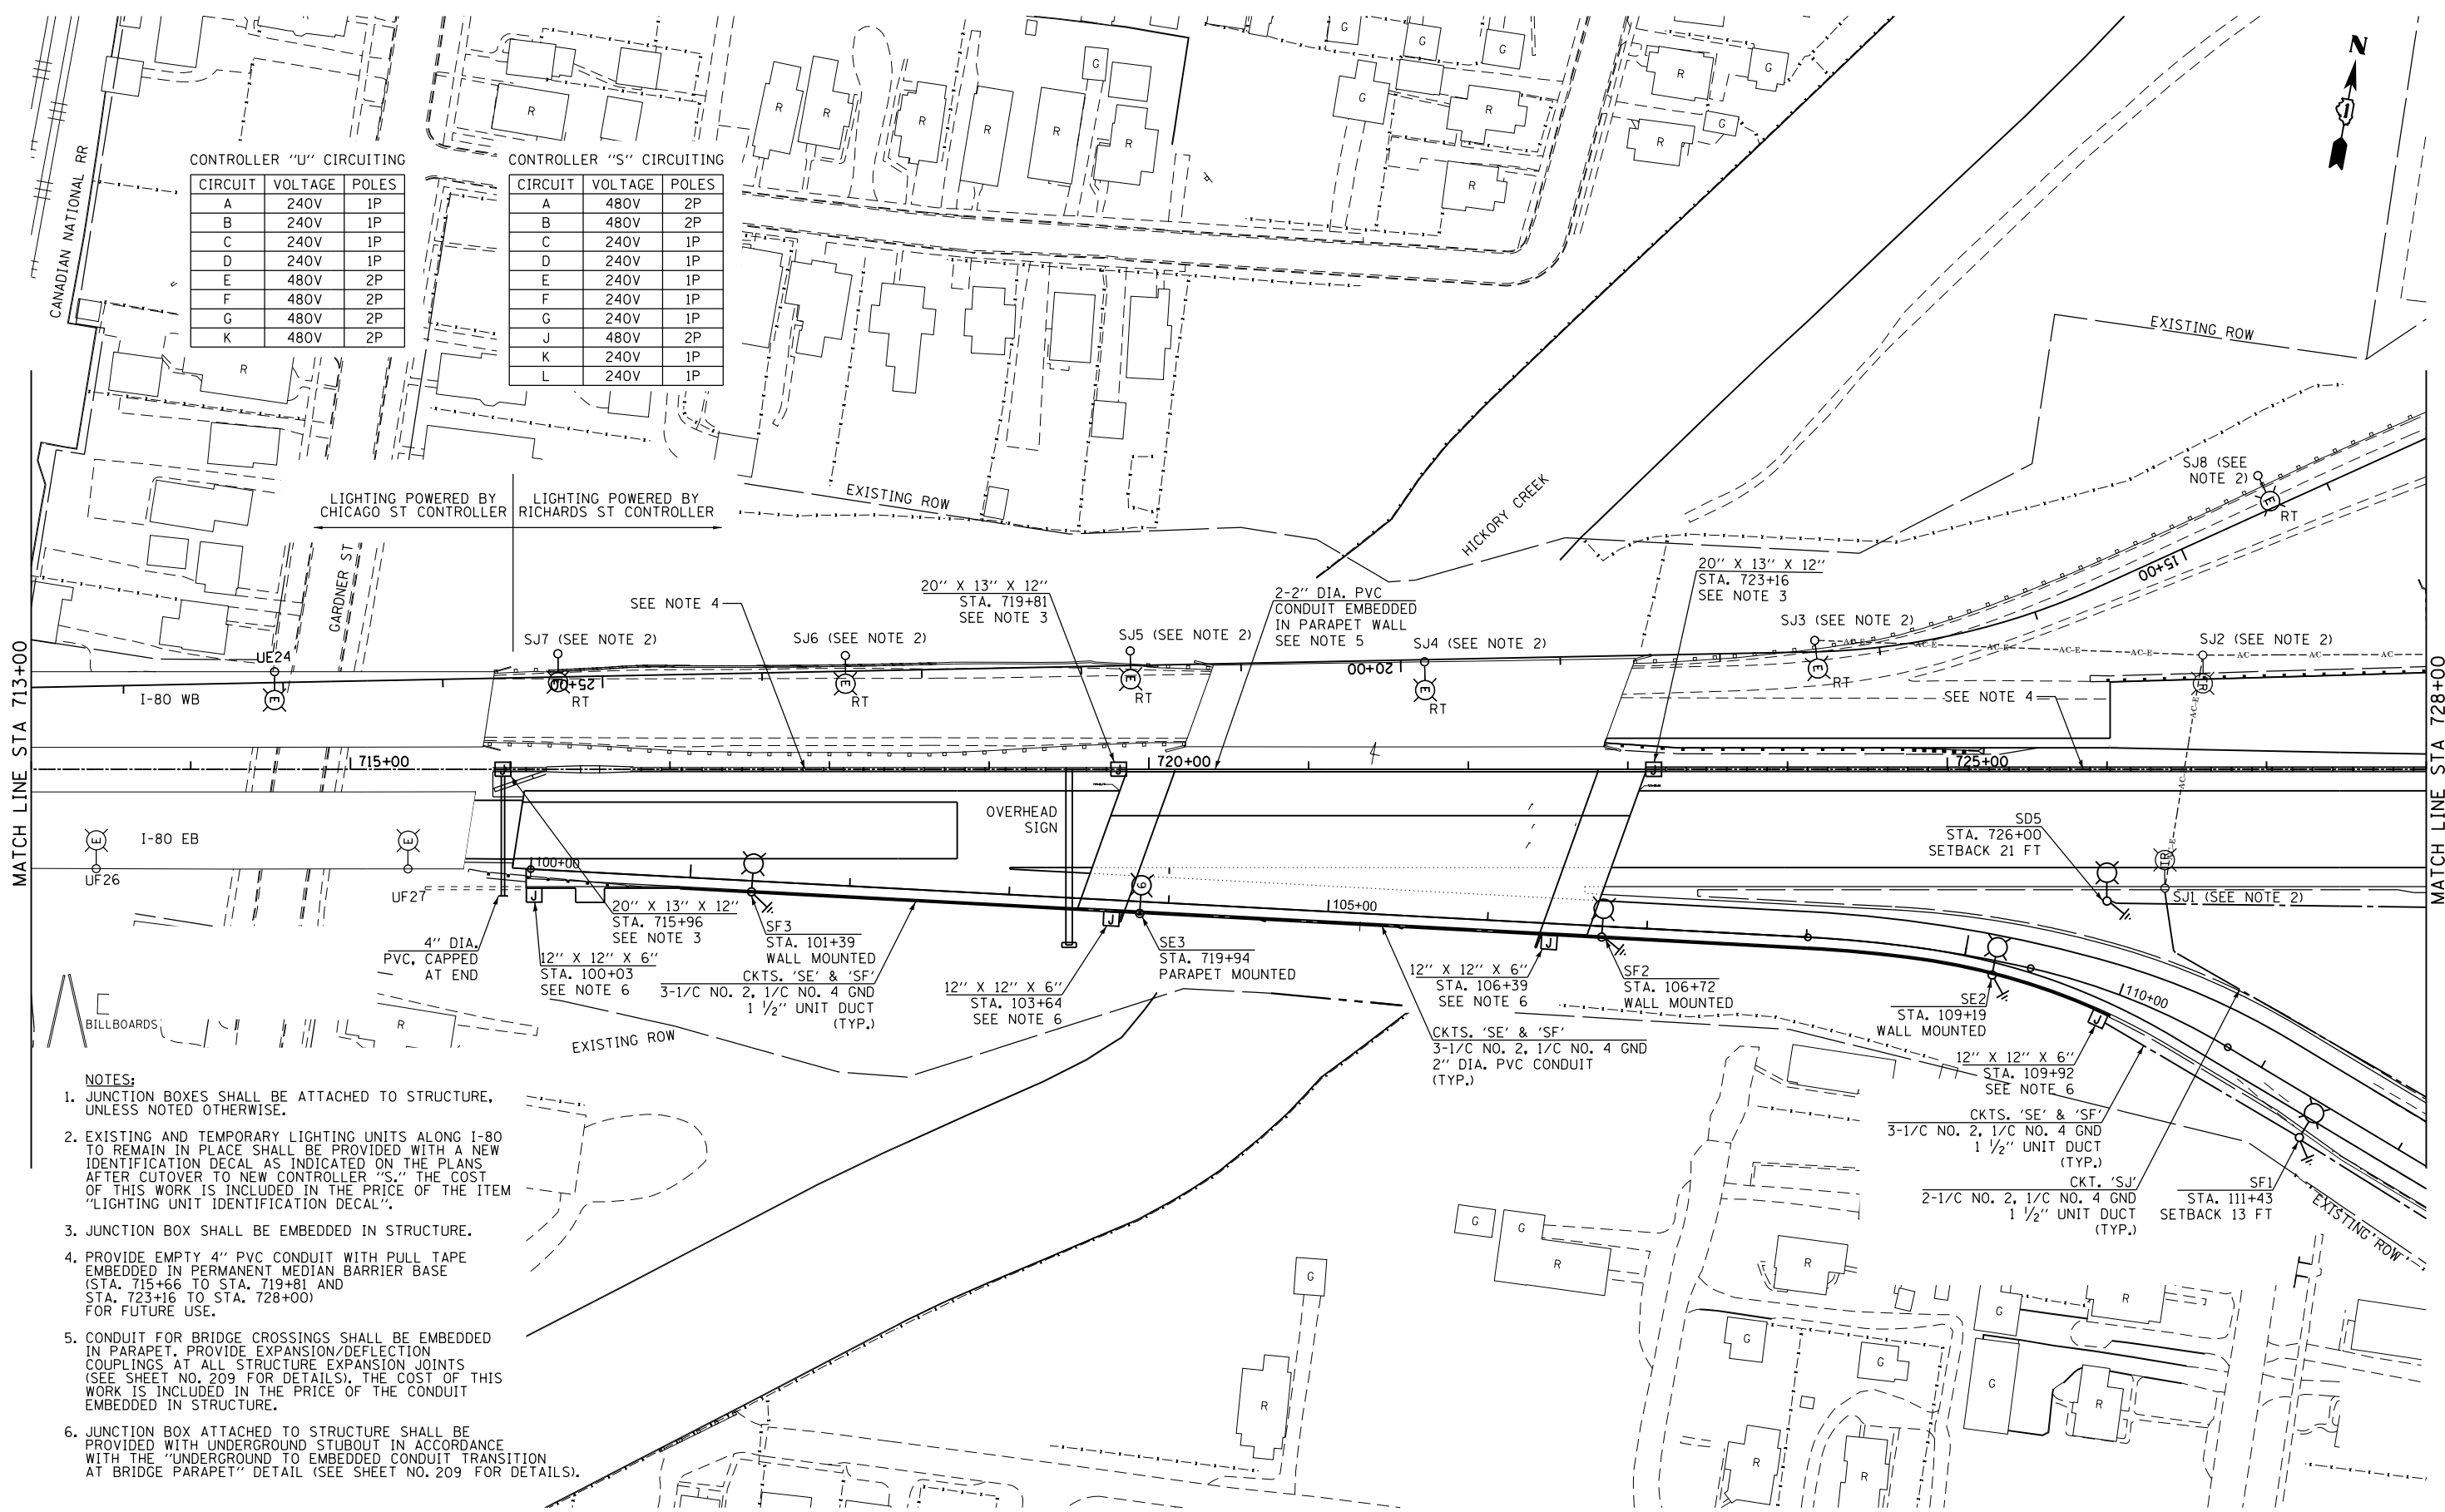 N
1
CANADIAN NATIONAL RR
CONTROLLER "U" CIRCUITING
CIRCUIT VOLTAGE POLES
A 240V 1P
B 240V 1P
C 240V 1P
D 240V 1P
E 480V 2P
F 480V 2P
G 480V 2P
K 480V 2P
CONTROLLER "S" CIRCUITING
CIRCUIT VOLTAGE POLES
A 480V 2P
B 480V 2P
C 240V 1P
D 240V 1P
E 240V 1P
F 240V 1P
G 240V 1P
J 480V 2P
K 240V 1P
L 240V 1P
R
R
R
R
R
R
R
R
G
G
G
G
G
R
R
R
R
G
G
EXISTING ROW
EXISTING ROW
HICKORY CREEK
GARDNER ST
LIGHTING POWERED BY
CHICAGO ST CONTROLLER
LIGHTING POWERED BY
RICHARDS ST CONTROLLER
SEE NOTE 4
20" X 13" X 12"
STA. 719+81
SEE NOTE 3
2-2" DIA. PVC
CONDUIT EMBEDDED
IN PARAPET WALL
SEE NOTE 5
20" X 13" X 12"
STA. 723+16
SEE NOTE 3
SJ8 (SEE
NOTE 2)
E
RT
15+00
MATCH LINE STA 713+00
MATCH LINE STA 728+00
UE24
E
SJ7 (SEE NOTE 2)
RT
25+00
SJ6 (SEE NOTE 2)
E
RT
SJ5 (SEE NOTE 2)
E
RT
SJ4 (SEE NOTE 2)
E
RT
20+00
SJ3 (SEE NOTE 2)
E
RT
SJ2 (SEE NOTE 2)
TR
AC-E
AC-E
AC-E
AC-E
AC-E
AC
AC
AC
AC-E
AC
AC-E
I-80 WB
SEE NOTE 4
J
J
J
715+00
720+00
725+00
I-80 EB
E
E
UF26
UF27
OVERHEAD
SIGN
100+00
105+00
110+00
SD5
STA. 726+00
SETBACK 21 FT
TR
SJ1 (SEE NOTE 2)
J
4" DIA.
PVC, CAPPED
AT END
12" X 12" X 6"
STA. 100+03
SEE NOTE 6
20" X 13" X 12"
STA. 715+96
SEE NOTE 3
SF3
STA. 101+39
WALL MOUNTED
CKTS. 'SE' & 'SF'
3-1/C NO. 2, 1/C NO. 4 GND
1 1/2" UNIT DUCT
(TYP.)
J
12" X 12" X 6"
STA. 103+64
SEE NOTE 6
9
SE3
STA. 719+94
PARAPET MOUNTED
J
12" X 12" X 6"
STA. 106+39
SEE NOTE 6
SF2
STA. 106+72
WALL MOUNTED
CKTS. 'SE' & 'SF'
3-1/C NO. 2, 1/C NO. 4 GND
2" DIA. PVC CONDUIT
(TYP.)
SE2
STA. 109+19
WALL MOUNTED
J
12" X 12" X 6"
STA. 109+92
SEE NOTE 6
CKTS. 'SE' & 'SF'
3-1/C NO. 2, 1/C NO. 4 GND
1 1/2" UNIT DUCT
(TYP.)
CKT. 'SJ'
2-1/C NO. 2, 1/C NO. 4 GND
1 1/2" UNIT DUCT
(TYP.)
SF1
STA. 111+43
SETBACK 13 FT
EXISTING ROW
EXISTING ROW
BILLBOARDS
R
NOTES:
1. JUNCTION BOXES SHALL BE ATTACHED TO STRUCTURE,
UNLESS NOTED OTHERWISE.
2. EXISTING AND TEMPORARY LIGHTING UNITS ALONG I-80
TO REMAIN IN PLACE SHALL BE PROVIDED WITH A NEW
IDENTIFICATION DECAL AS INDICATED ON THE PLANS
AFTER CUTOVER TO NEW CONTROLLER "S." THE COST
OF THIS WORK IS INCLUDED IN THE PRICE OF THE ITEM
"LIGHTING UNIT IDENTIFICATION DECAL".
3. JUNCTION BOX SHALL BE EMBEDDED IN STRUCTURE.
4. PROVIDE EMPTY 4" PVC CONDUIT WITH PULL TAPE
EMBEDDED IN PERMANENT MEDIAN BARRIER BASE
(STA. 715+66 TO STA. 719+81 AND
STA. 723+16 TO STA. 728+00)
FOR FUTURE USE.
5. CONDUIT FOR BRIDGE CROSSINGS SHALL BE EMBEDDED
IN PARAPET. PROVIDE EXPANSION/DEFLECTION
COUPLINGS AT ALL STRUCTURE EXPANSION JOINTS
(SEE SHEET NO. 209 FOR DETAILS). THE COST OF THIS
WORK IS INCLUDED IN THE PRICE OF THE CONDUIT
EMBEDDED IN STRUCTURE.
6. JUNCTION BOX ATTACHED TO STRUCTURE SHALL BE
PROVIDED WITH UNDERGROUND STUBOUT IN ACCORDANCE
WITH THE "UNDERGROUND TO EMBEDDED CONDUIT TRANSITION
AT BRIDGE PARAPET" DETAIL (SEE SHEET NO. 209 FOR DETAILS).
G
R
G
G
R
R
G
G
R
R
G
R
G
R